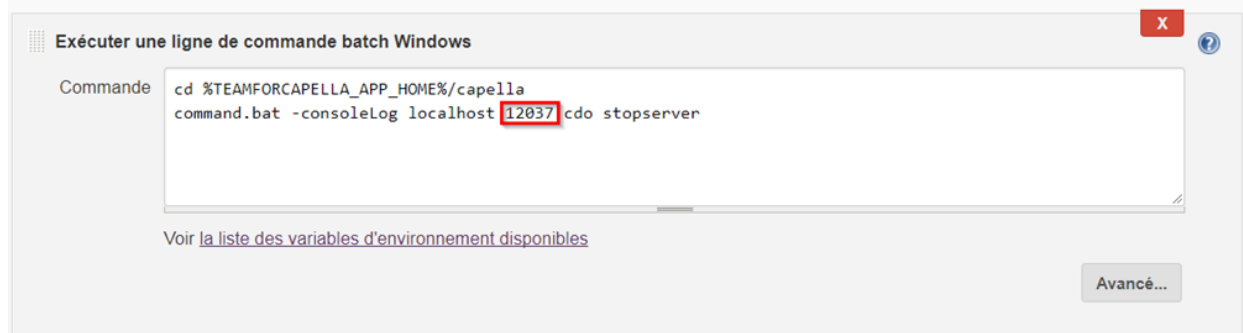 X
Exécuter une ligne de commande batch Windows
?
Commande
cd %TEAMFORCAPELLA_APP_HOME%/capella
command.bat -consoleLog localhost 12037 cdo stopserver
Voir la liste des variables d'environnement disponibles
Avancé...